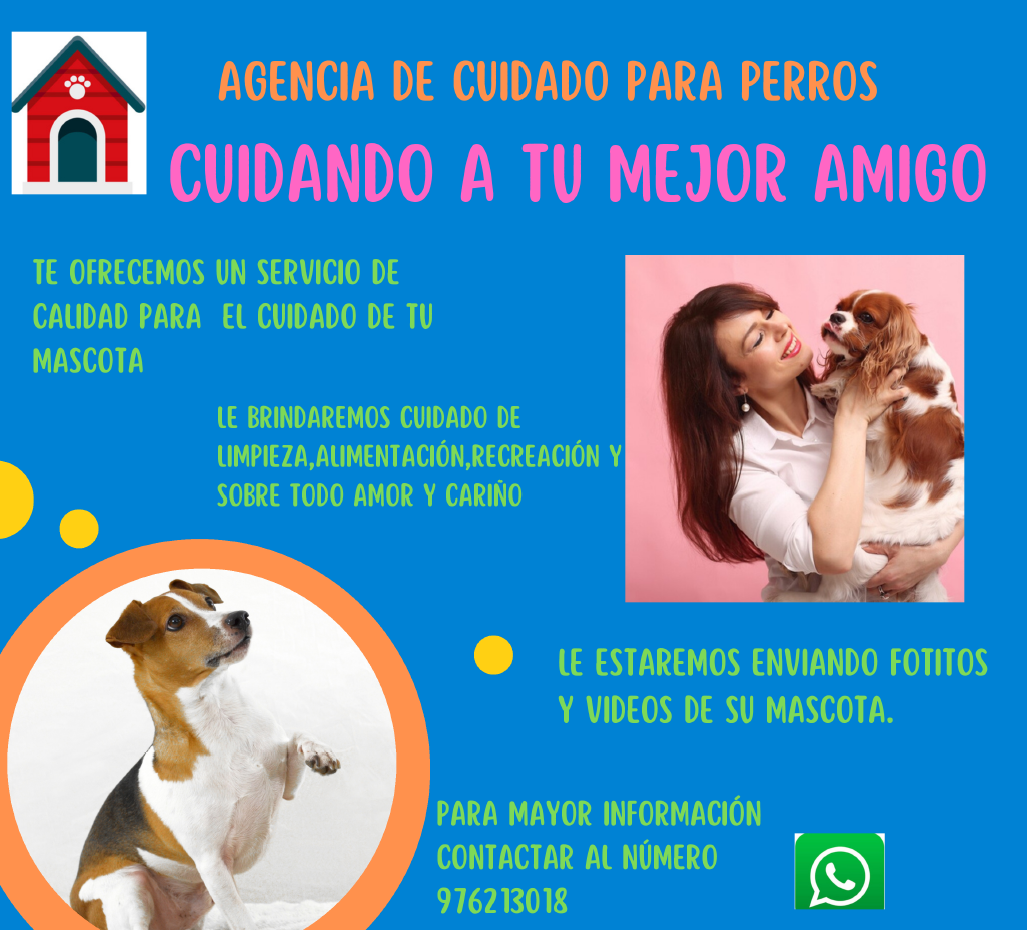 AGENCIA DE CUIDADO PARA PERROS
CUIDANDO A TU MEJOR AMIGO
TE OFRECEMOS UN SERVICIO DE
CALIDAD PARA  EL CUIDADO DE TU
MASCOTA
LE BRINDAREMOS CUIDADO DE
LIMPIEZA,ALIMENTACIÓN,RECREACIÓN Y
SOBRE TODO AMOR Y CARIÑO
LE ESTAREMOS ENVIANDO FOTITOS
Y VIDEOS DE SU MASCOTA.
PARA MAYOR INFORMACIÓN
CONTACTAR AL NÚMERO
976213018